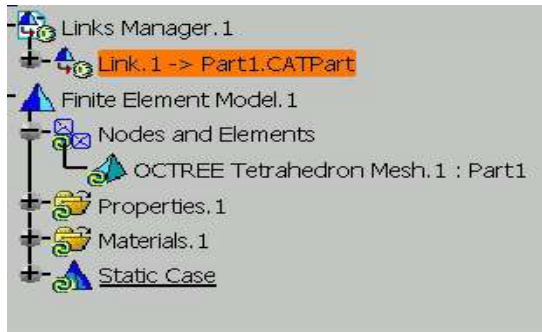 Links Manager.1
Link.1 -> Part1.CATPart
Finite Element Model.1
Nodes and Elements
OCTREE Tetrahedron Mesh.1 : Part1
Properties.1
Materials.1
Static Case